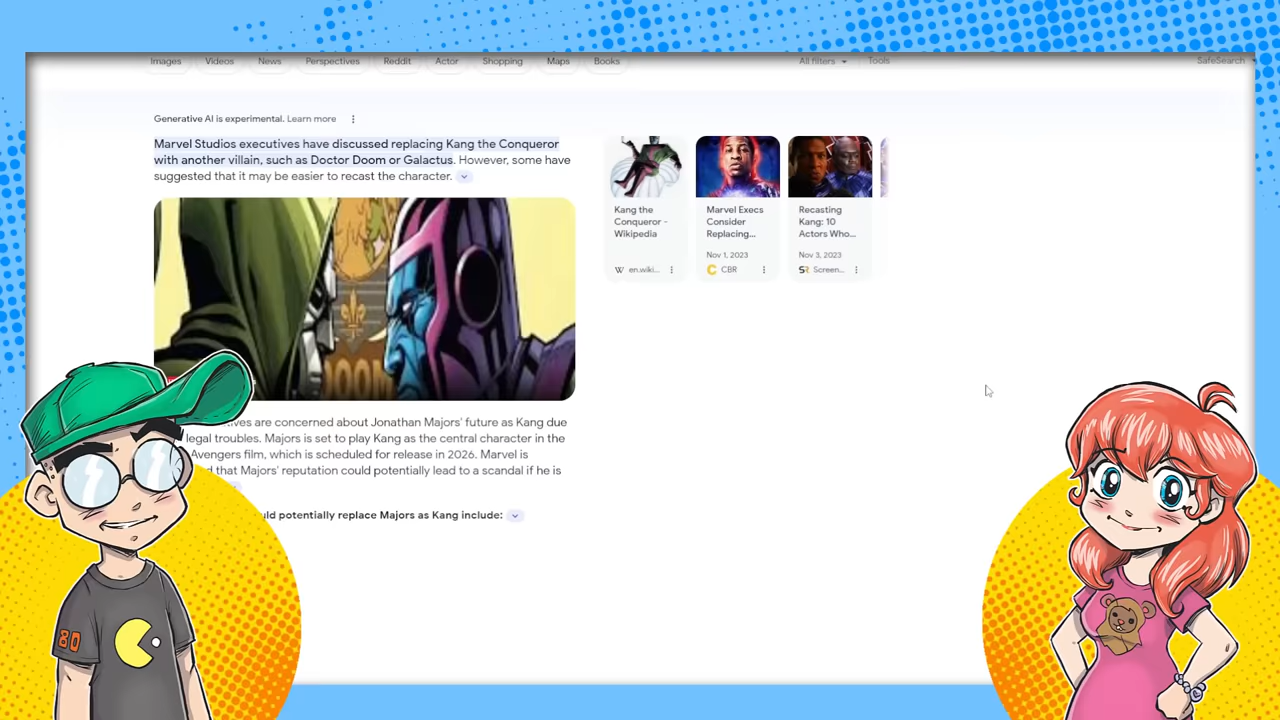 Images Videos News Perspectives Reddit Actor Shopping Maps Books All filters Tools SafeSearch
Generative AI is experimental. Learn more
Marvel Studios executives have discussed replacing Kang the Conqueror
with another villain, such as Doctor Doom or Galactus. However, some have
suggested that it may be easier to recast the character.
Kang the
Conqueror -
Wikipedia
W en.wiki...
Marvel Execs
Consider
Replacing...
Nov 1, 2023
CBR
Recasting
Kang: 10
Actors Who...
Nov 3, 2023
SR Screen...
are concerned about Jonathan Majors' future as Kang due
legal troubles. Majors is set to play Kang as the central character in the
Avengers film, which is scheduled for release in 2026. Marvel is
that Majors' reputation could potentially lead to a scandal if he is
potentially replace Majors as Kang include:
80